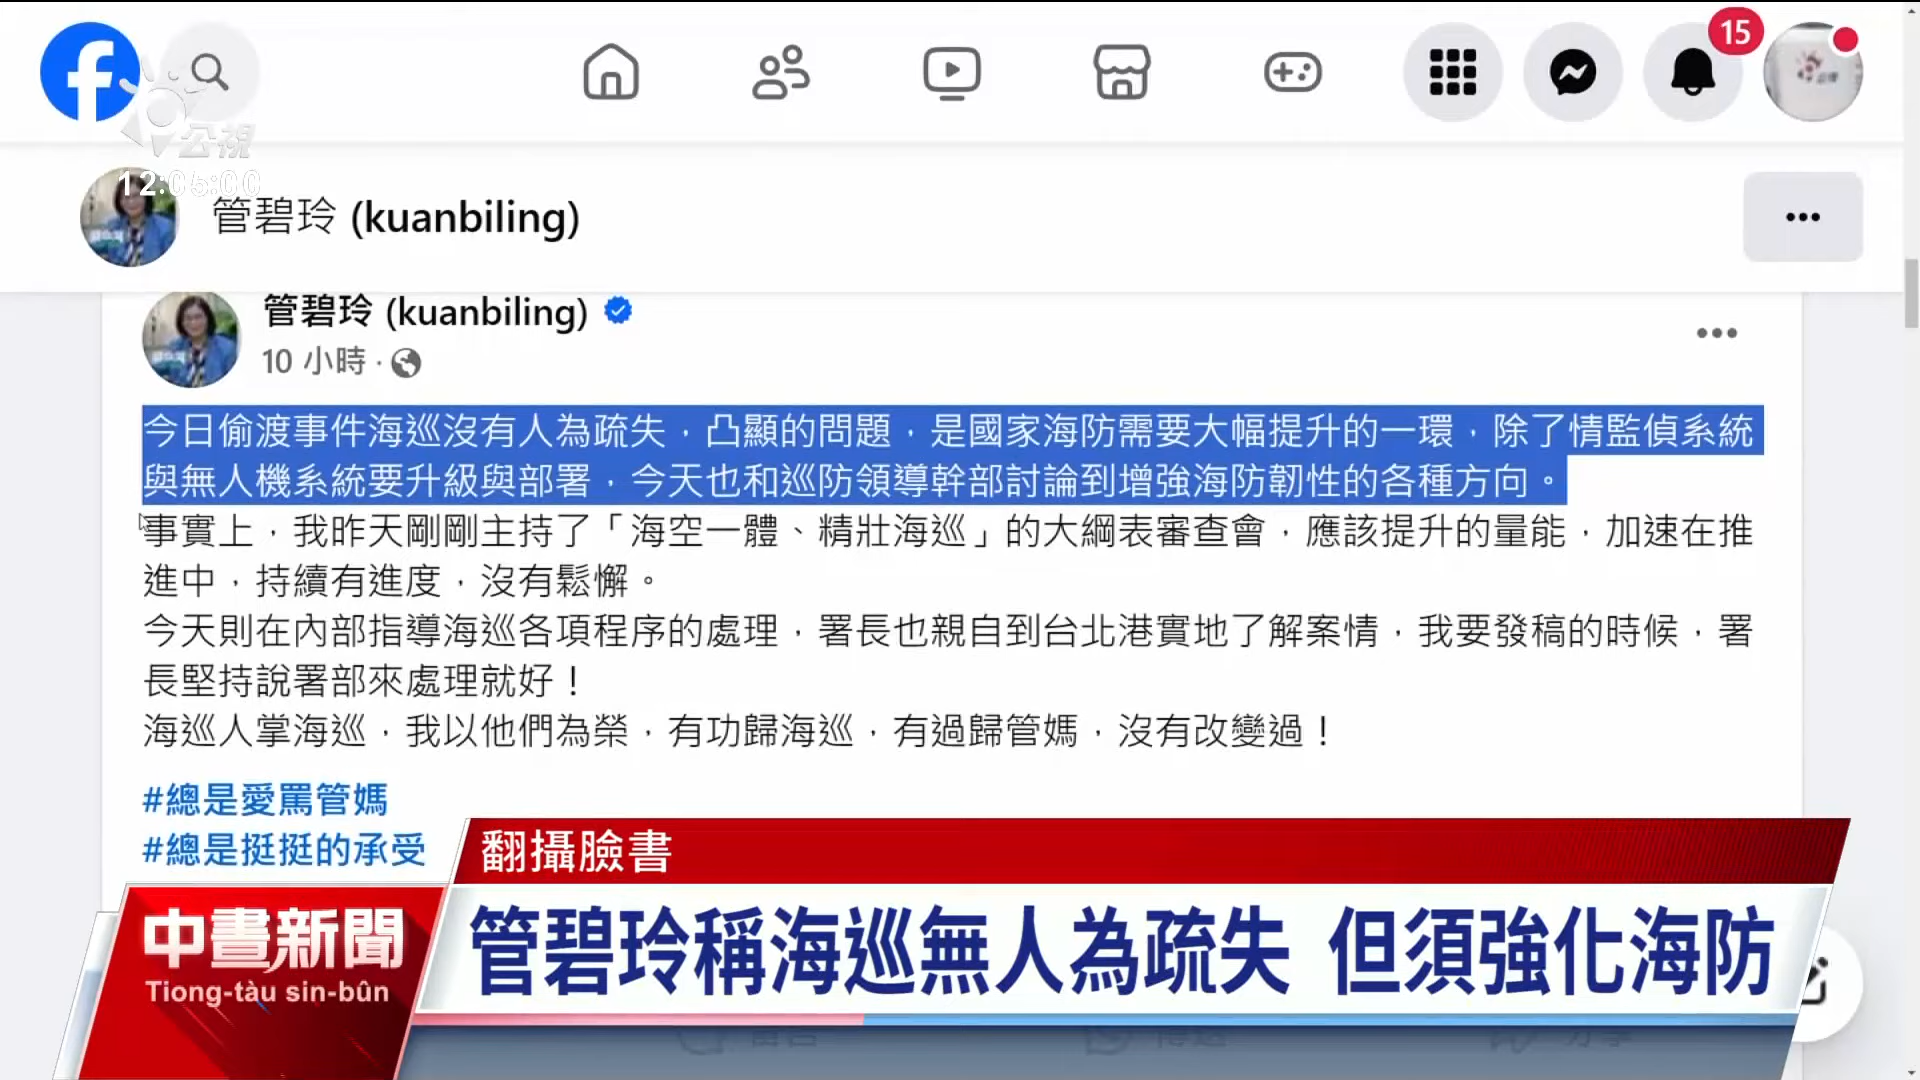 15
公視
12:05:00
管碧玲 (kuanbiling)
管碧玲 (kuanbiling)
10 小時 ·
今日偷渡事件海巡沒有人為疏失，凸顯的問題，是國家海防需要大幅提升的一環，除了情監偵系統
與無人機系統要升級與部署，今天也和巡防領導幹部討論到增強海防韌性的各種方向。
事實上，我昨天剛剛主持了「海空一體、精壯海巡」的大綱表審查會，應該提升的量能，加速在推
進中，持續有進度，沒有鬆懈。
今天則在內部指導海巡各項程序的處理，署長也親自到台北港實地了解案情，我要發稿的時候，署
長堅持說署部來處理就好！
海巡人掌海巡，我以他們為榮，有功歸海巡，有過歸管媽，沒有改變過！
#總是愛罵管媽
#總是挺挺的承受
翻攝臉書
中晝新聞
Tiong-tàu sin-bûn
管碧玲稱海巡無人為疏失 但須強化海防